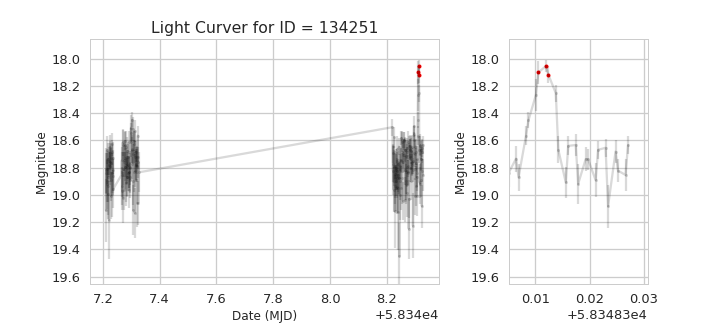 Light Curver for ID = 134251
Magnitude
18.0
18.2
18.4
18.6
18.8
19.0
19.2
19.4
19.6
7.2 7.4 7.6 7.8 8.0 8.2
Date (MJD) +5.834e4
Magnitude
18.0
18.2
18.4
18.6
18.8
19.0
19.2
19.4
19.6
0.01 0.02 0.03
+5.83483e4